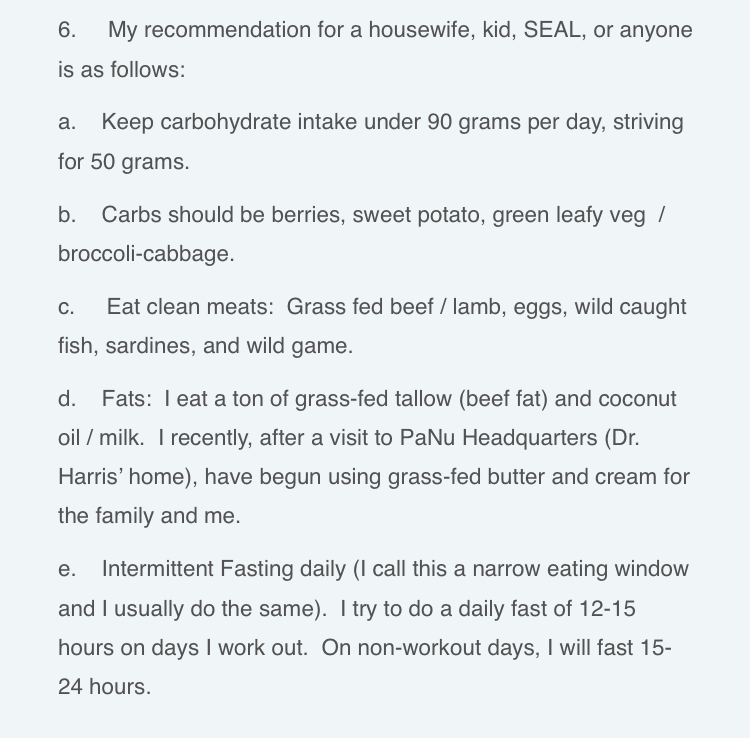 6. My recommendation for a housewife, kid, SEAL, or anyone
is as follows:
a. Keep carbohydrate intake under 90 grams per day, striving
for 50 grams.
b. Carbs should be berries, sweet potato, green leafy veg /
broccoli-cabbage.
c. Eat clean meats: Grass fed beef / lamb, eggs, wild caught
fish, sardines, and wild game.
d. Fats: I eat a ton of grass-fed tallow (beef fat) and coconut
oil / milk. I recently, after a visit to PaNu Headquarters (Dr.
Harris’ home), have begun using grass-fed butter and cream for
the family and me.
e. Intermittent Fasting daily (I call this a narrow eating window
and I usually do the same). I try to do a daily fast of 12-15
hours on days I work out. On non-workout days, I will fast 15-
24 hours.